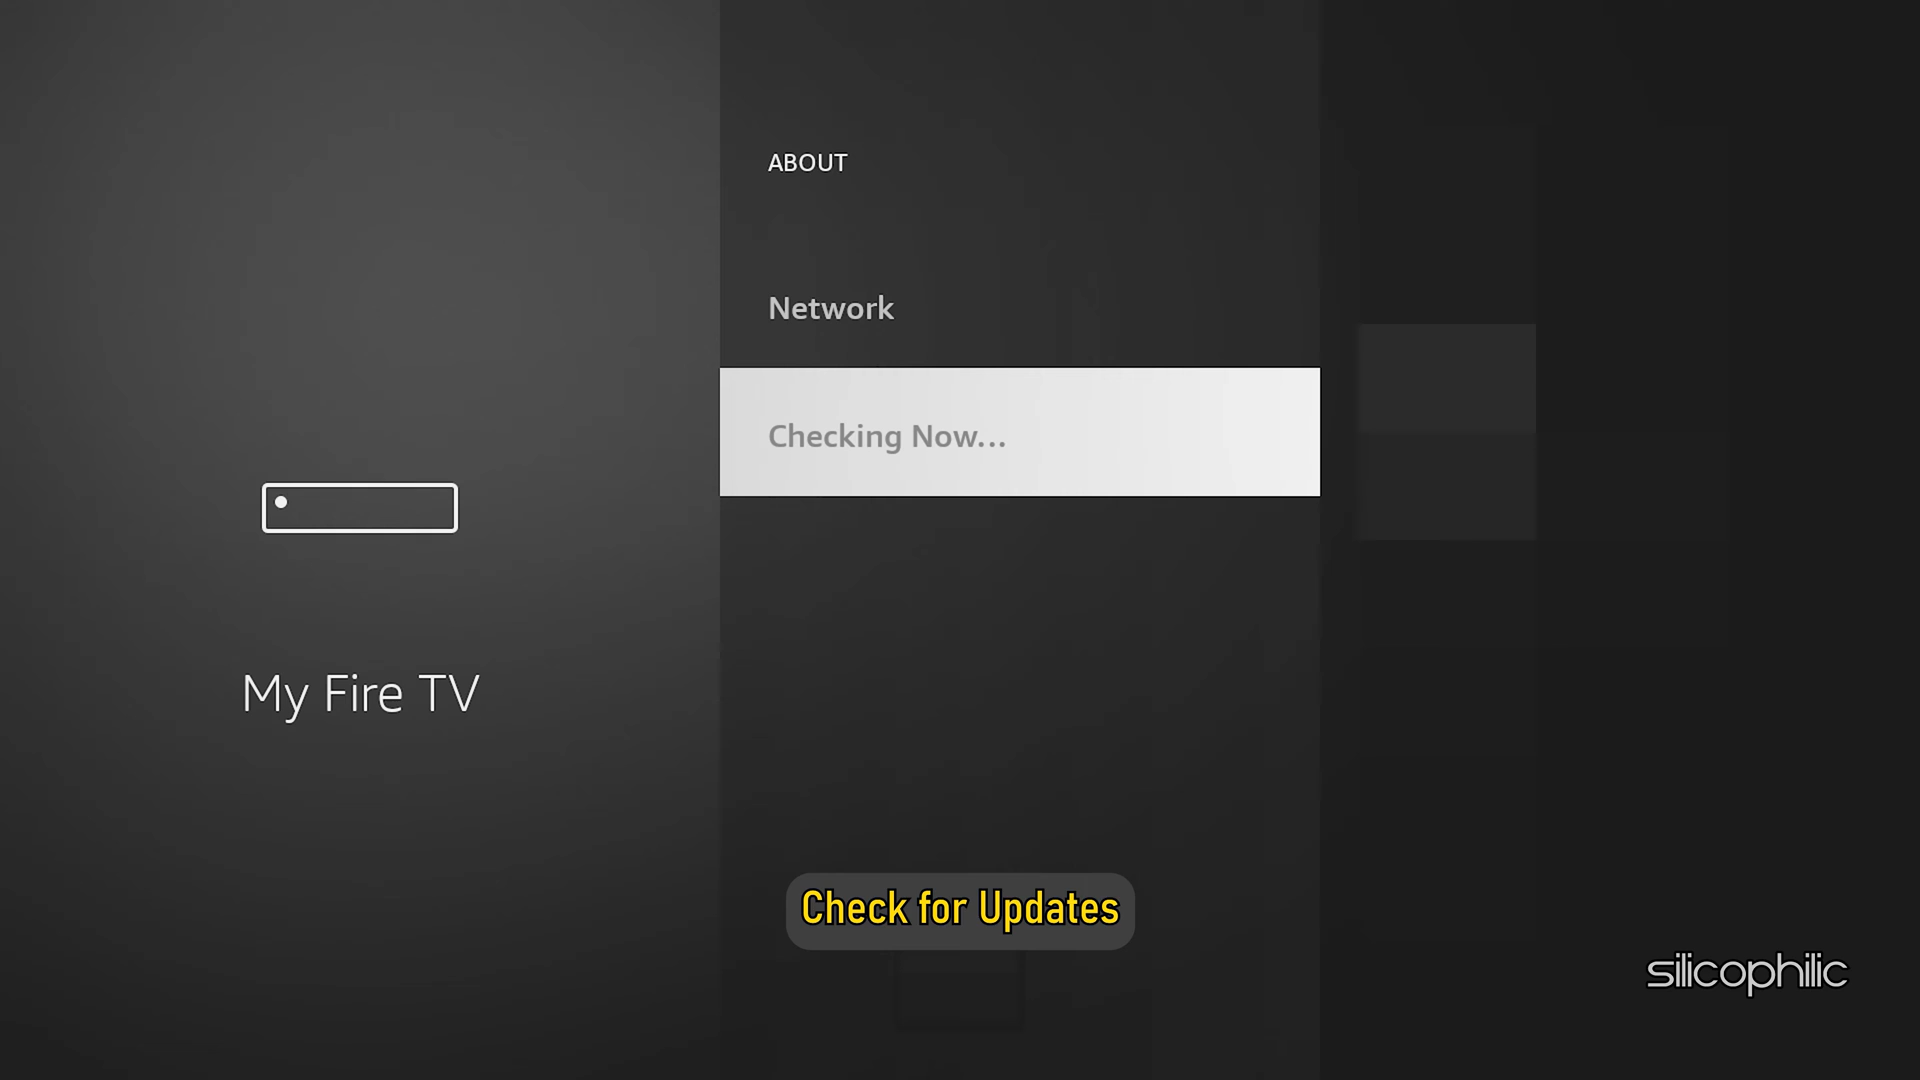 ABOUT
Network
Checking Now...
My Fire TV
Check for Updates
silicophilic